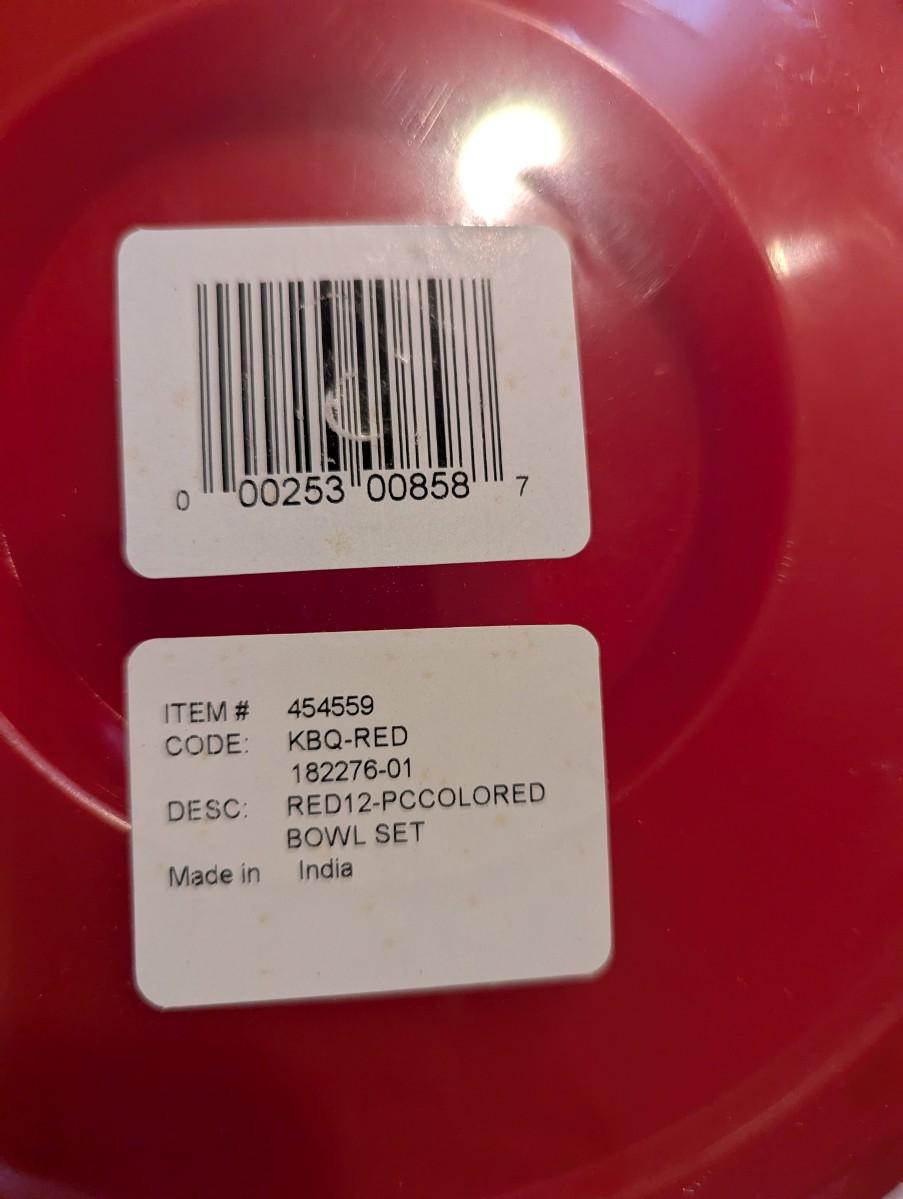 0 00253 00858 7
ITEM # 454559
CODE: KBQ-RED
182276-01
DESC: RED12-PCCOLORED
BOWL SET
Made in India